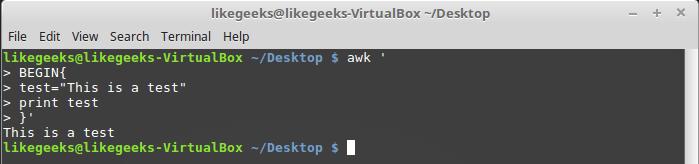 likegeeks@likegeeks-VirtualBox ~/Desktop
File Edit View Search Terminal Help
likegeeks@likegeeks-VirtualBox ~/Desktop $ awk '
> BEGIN{
> test="This is a test"
> print test
> }'
This is a test
likegeeks@likegeeks-VirtualBox ~/Desktop $